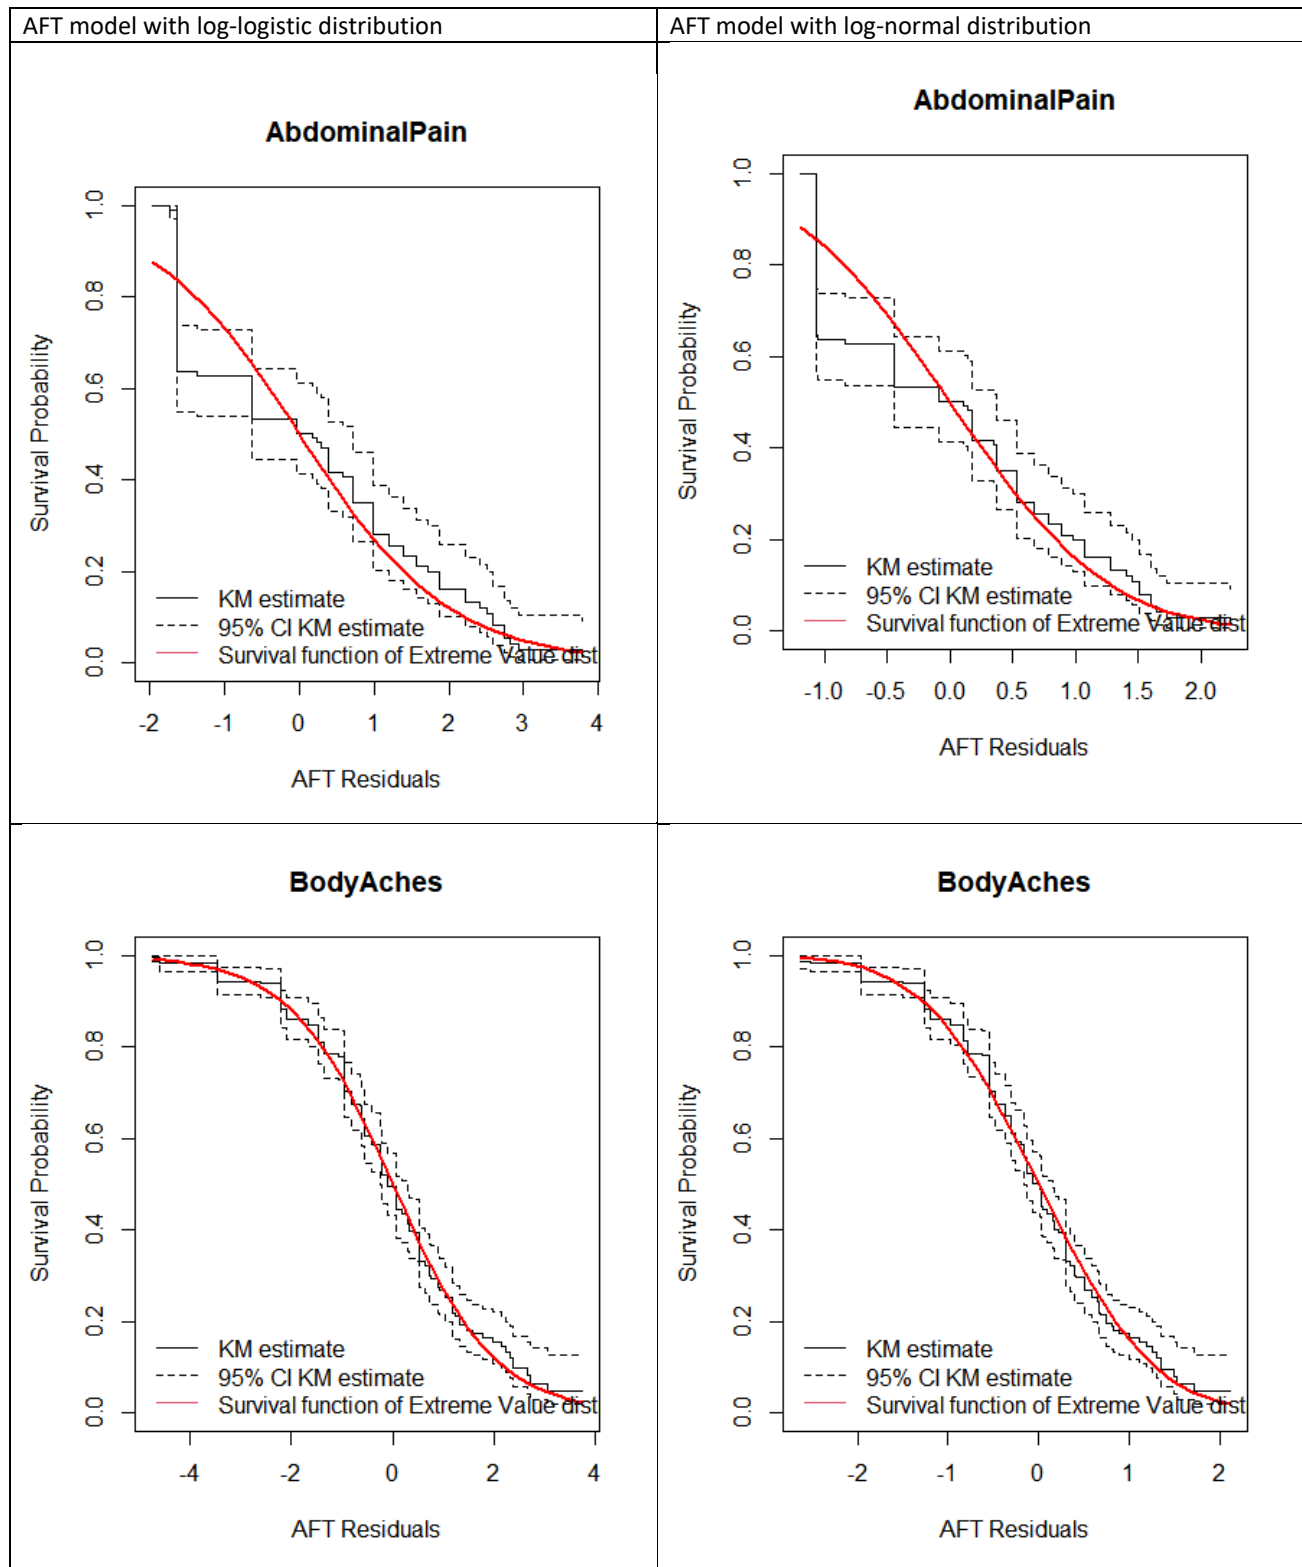 AFT model with log-logistic distribution
AFT model with log-normal distribution
AbdominalPain
1.0
0.8
0.6
0.4
0.2
0.0
Survival Probability
KM estimate
95% CI KM estimate
Survival function of Extreme Value dist
-2 -1 0 1 2 3 4
AFT Residuals
AbdominalPain
1.0
0.8
0.6
0.4
0.2
0.0
Survival Probability
KM estimate
95% CI KM estimate
Survival function of Extreme Value dist
-1.0 -0.5 0.0 0.5 1.0 1.5 2.0
AFT Residuals
BodyAches
1.0
0.8
0.6
0.4
0.2
0.0
Survival Probability
KM estimate
95% CI KM estimate
Survival function of Extreme Value dist
-4 -2 0 2 4
AFT Residuals
BodyAches
1.0
0.8
0.6
0.4
0.2
0.0
Survival Probability
KM estimate
95% CI KM estimate
Survival function of Extreme Value dist
-2 -1 0 1 2
AFT Residuals